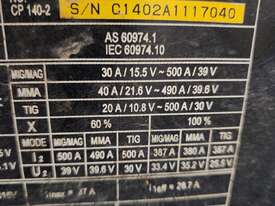 NO:
CP 140-2
S/N C1402A1117040
AS 60974.1
IEC 60974.10
MIG/MAG 30 A / 15.5 V ~ 500 A / 39 V
MMA 40 A / 21.6 V ~ 490 A / 39.6 V
TIG 20 A / 10.8 V ~ 500 A / 30 V
X 60 % 100 %
MODE MIG/MAG MMA TIG MIG/MAG MMA TIG
I2 500 A 490 A 500 A 387 A 380 A 387 A
U2 39 V 39.6 V 30 V 33.4 V 35.2 V 25.5 V